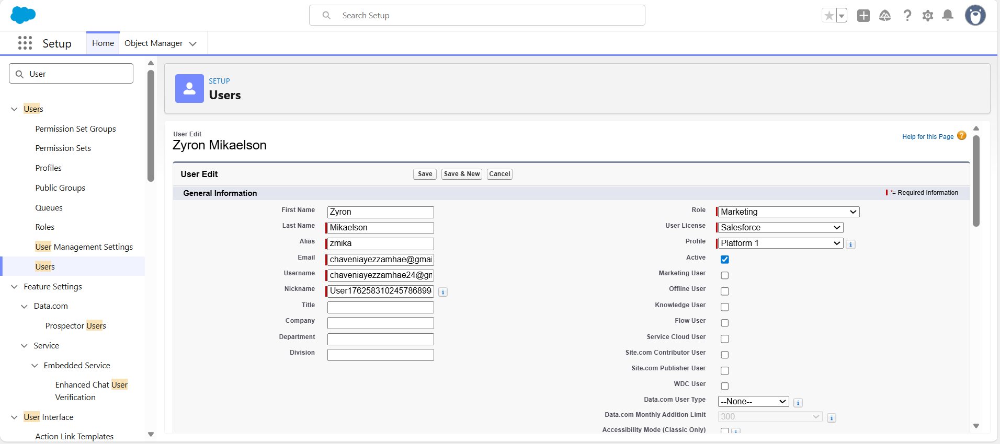 Search Setup
Setup
Home
Object Manager
User
Users
Permission Set Groups
Permission Sets
Profiles
Public Groups
Queues
Roles
User Management Settings
Users
Feature Settings
Data.com
Prospector Users
Service
Embedded Service
Enhanced Chat User
Verification
User Interface
Action Link Templates
SETUP
Users
User Edit
Zyron Mikaelson
Help for this Page
User Edit
Save
Save & New
Cancel
General Information
*= Required Information
First Name Zyron
Last Name Mikaelson
Alias zmika
Email chaveniayezzamhae@gmai
Username chaveniayezzamhae24@gm
Nickname User176258310245786899
Title
Company
Department
Division
Role Marketing
User License Salesforce
Profile Platform 1
Active
Marketing User
Offline User
Knowledge User
Flow User
Service Cloud User
Site.com Contributor User
Site.com Publisher User
WDC User
Data.com User Type --None--
Data.com Monthly Addition Limit 300
Accessibility Mode (Classic Only)